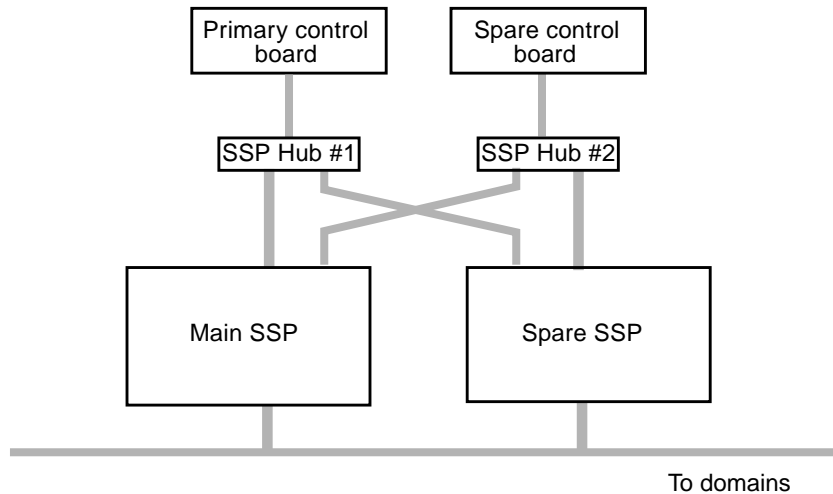 Primary control
board
Spare control
board
SSP Hub #1
SSP Hub #2
Main SSP
Spare SSP
To domains